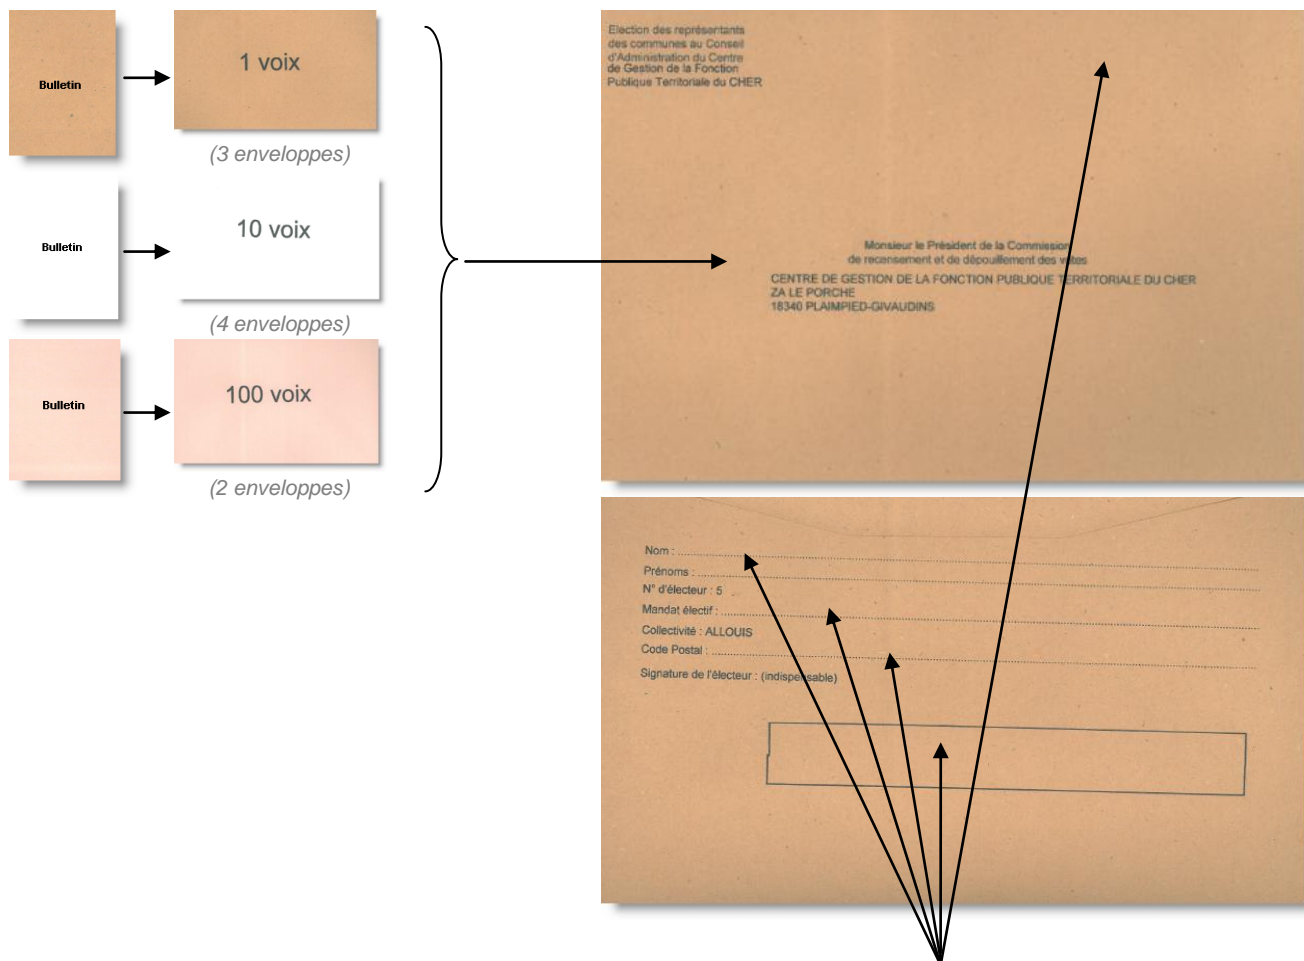 Bulletin
1 voix
(3 enveloppes)
Bulletin
10 voix
(4 enveloppes)
Bulletin
100 voix
(2 enveloppes)
Election des représentants
des communes au Conseil
d'Administration du Centre
de Gestion de la Fonction
Publique Territoriale du CHER
Monsieur le Président de la Commission
de recensement et de dépouillement des votes
CENTRE DE GESTION DE LA FONCTION PUBLIQUE TERRITORIALE DU CHER
ZA LE PORCHE
18340 PLAIMPIED-GIVAUDINS
Nom :
Prénoms :
N° d'électeur : 5
Mandat électif :
Collectivité : ALLOUIS
Code Postal :
Signature de l'électeur : (indispensable)